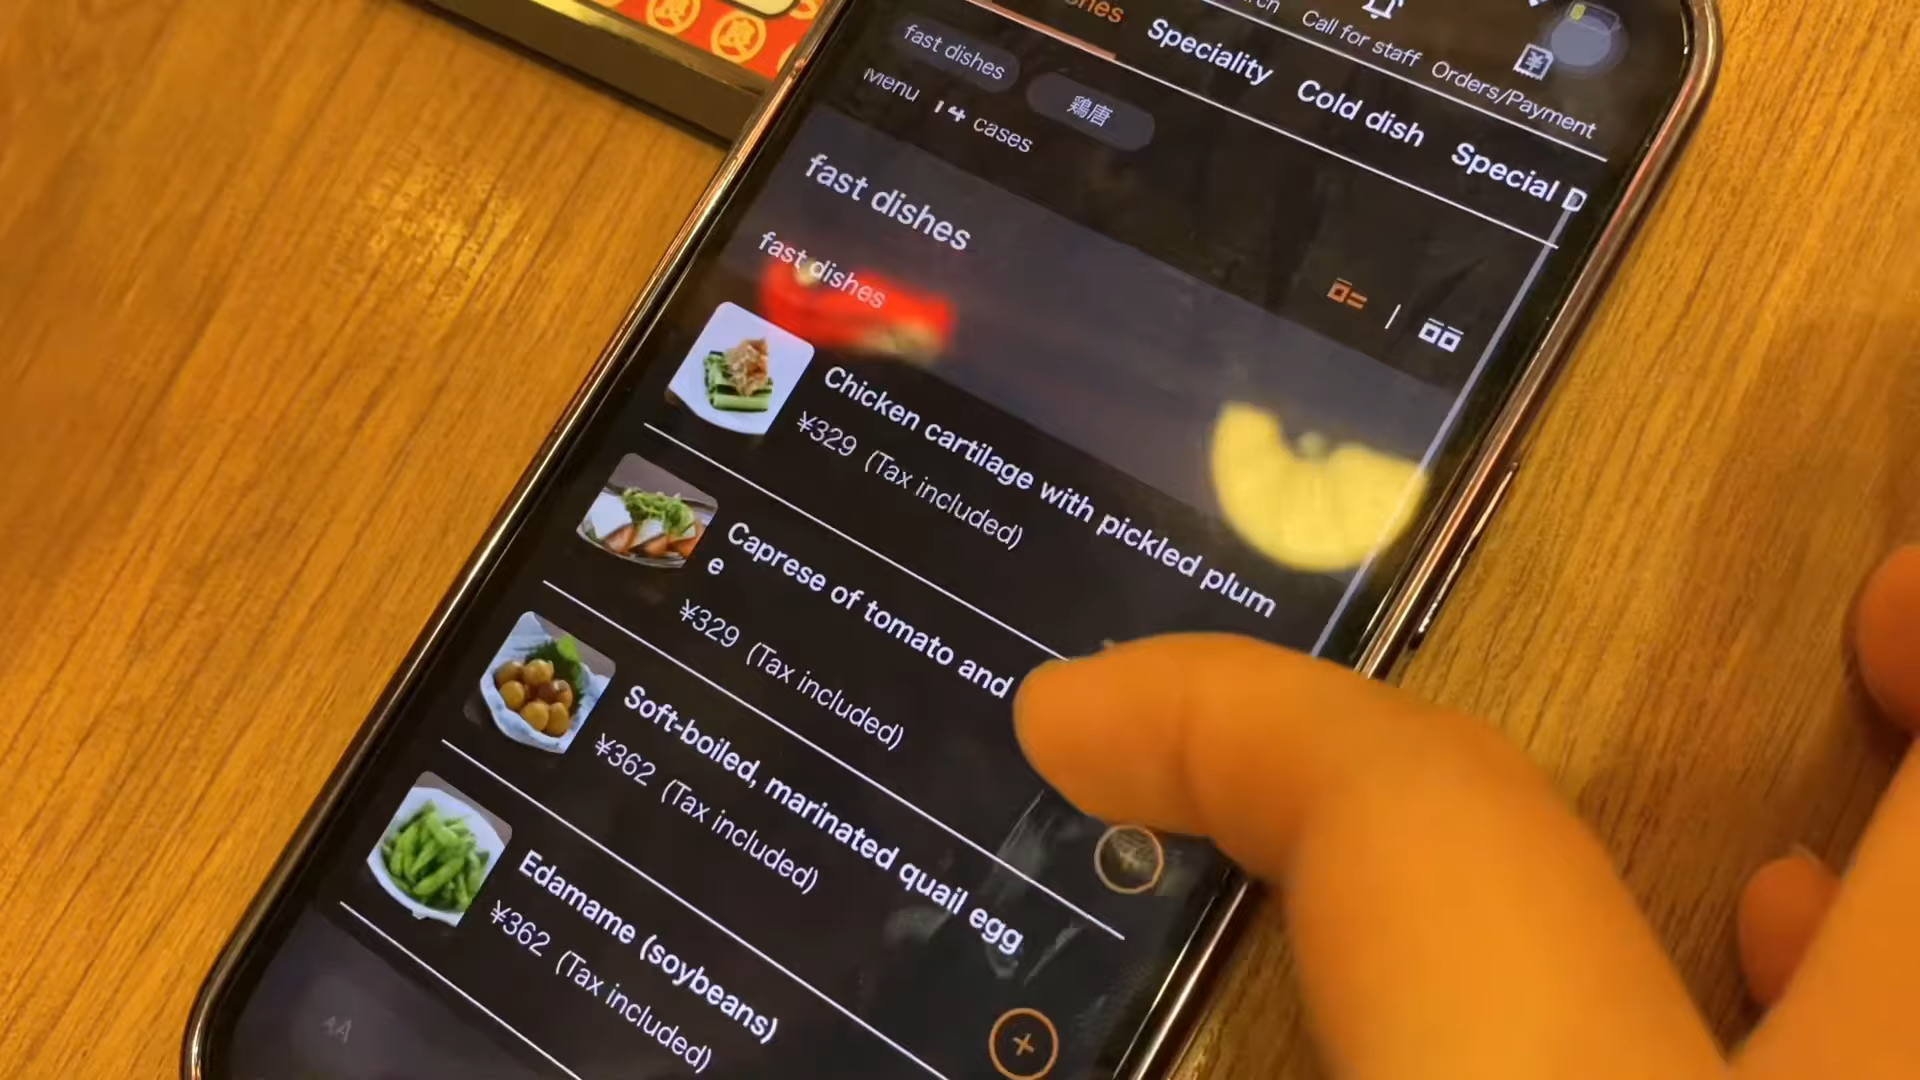 Call for staff
Orders/Payment
Speciality
Cold dish
Special D
fast dishes
鶏唐
Menu 14 cases
fast dishes
fast dishes
Chicken cartilage with pickled plum
¥329 (Tax included)
Caprese of tomato and
e
¥329 (Tax included)
Soft-boiled, marinated quail egg
¥362 (Tax included)
Edamame (soybeans)
¥362 (Tax included)
AA